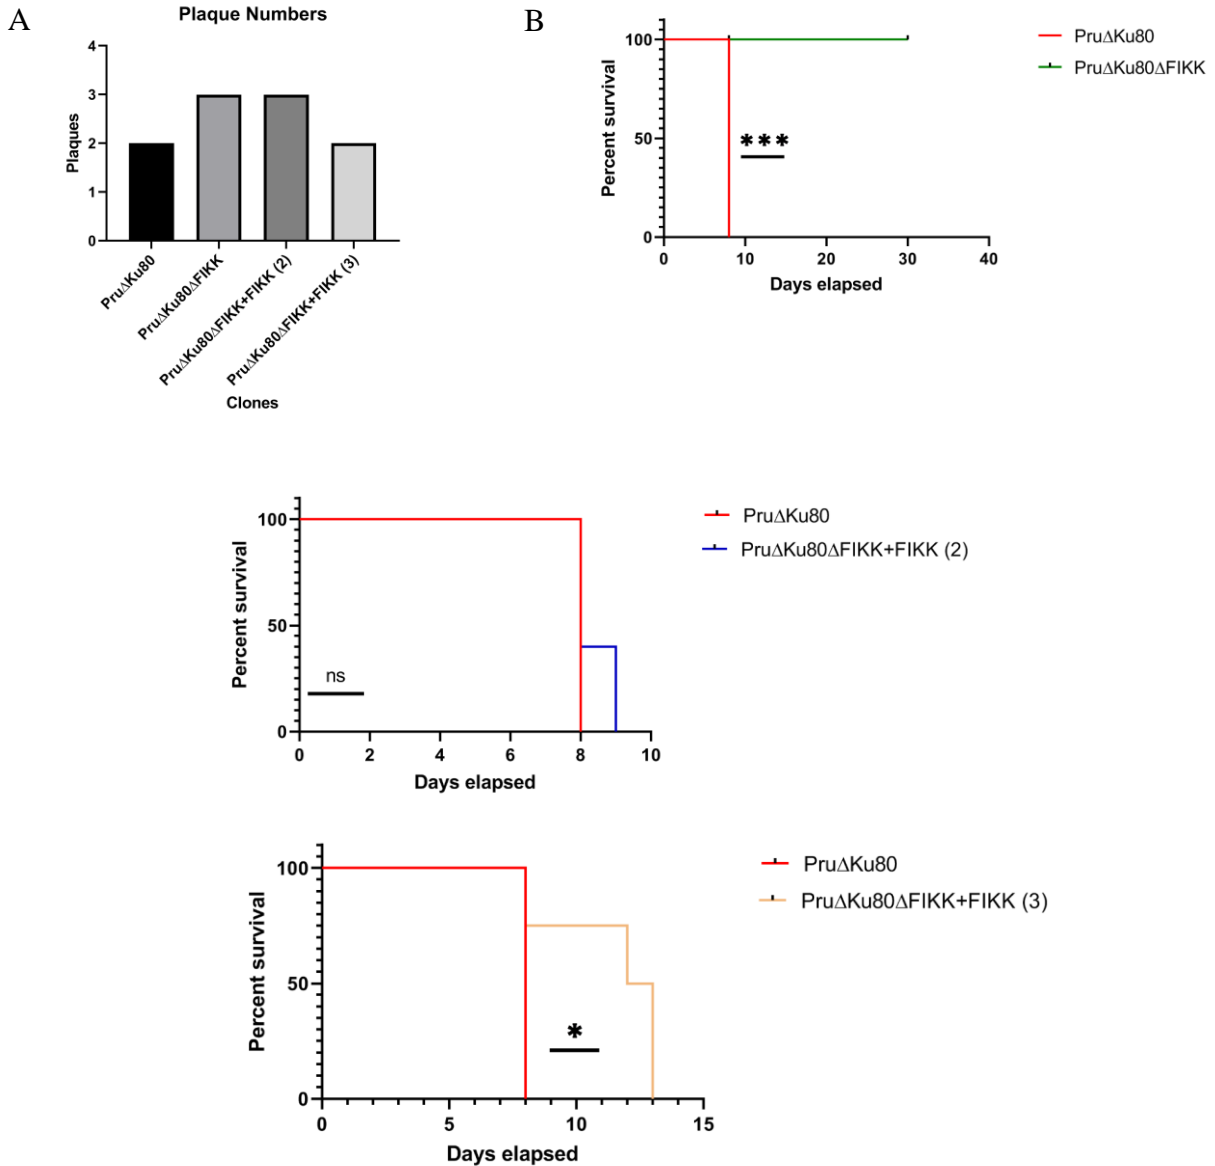 A
Plaque Numbers
4
3
2
1
0
Plaques
PruΔKu80
PruΔKu80ΔFIKK
PruΔKu80ΔFIKK+FIKK (2)
PruΔKu80ΔFIKK+FIKK (3)
Clones
B
100
50
0
Percent survival
***
0 10 20 30 40
Days elapsed
PruΔKu80
PruΔKu80ΔFIKK
100
50
0
Percent survival
ns
0 2 4 6 8 10
Days elapsed
PruΔKu80
PruΔKu80ΔFIKK+FIKK (2)
100
50
0
Percent survival
*
0 5 10 15
Days elapsed
PruΔKu80
PruΔKu80ΔFIKK+FIKK (3)